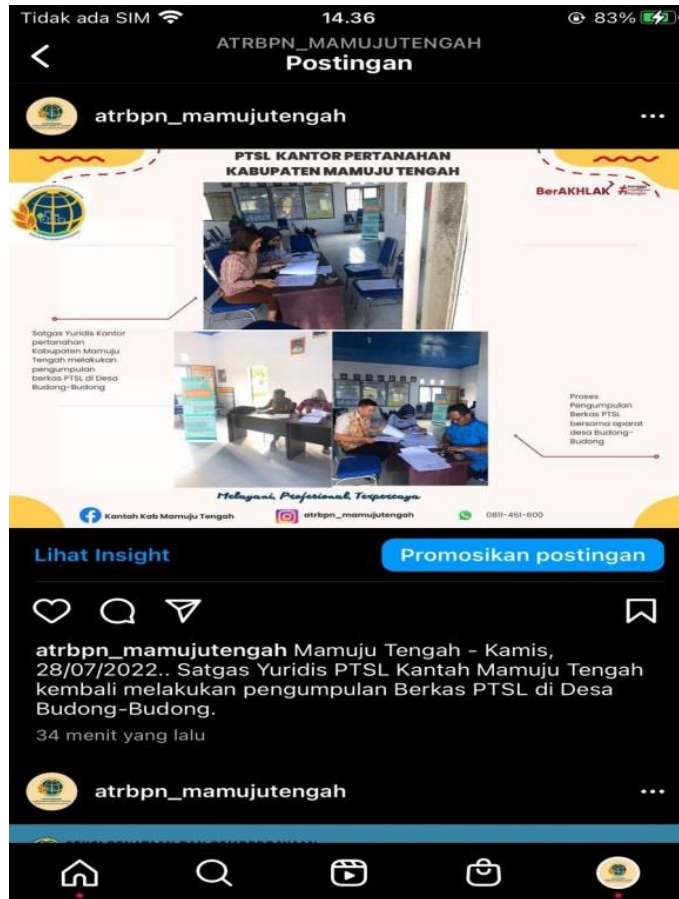 Tidak ada SIM
14.36
83%
ATRBPN_MAMUJUTENGAH
Postingan
atrbpn_mamujutengah
PTSL KANTOR PERTANAHAN
KABUPATEN MAMUJU TENGAH
BerAKHLAK
Satgas Yuridis Kantor
pertanahan
Kabupaten Mamuju
Tengah melakukan
pengumpulan
berkas PTSL di Desa
Budong-Budong
Proses
Pengumpulan
Berkas PTSL
bersama aparat
desa Budong-
Budong
Melayani, Profesional, Terpercaya
Kantah Kab Mamuju Tengah
atrbpn_mamujutengah
0811-451-600
Lihat Insight
Promosikan postingan
atrbpn_mamujutengah Mamuju Tengah - Kamis,
28/07/2022.. Satgas Yuridis PTSL Kantah Mamuju Tengah
kembali melakukan pengumpulan Berkas PTSL di Desa
Budong-Budong.
34 menit yang lalu
atrbpn_mamujutengah